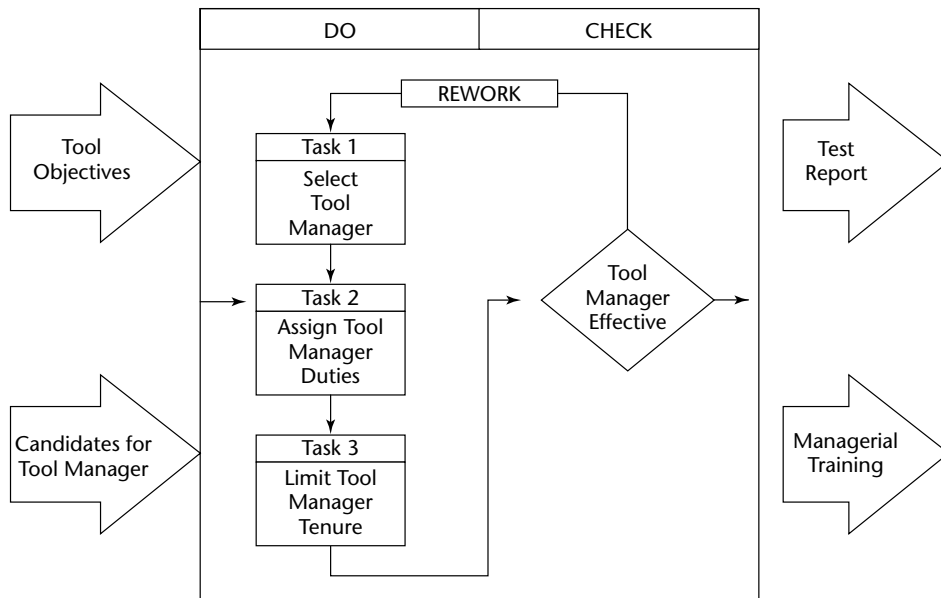 DO
CHECK
REWORK
Tool
Objectives
Task 1
Select
Tool
Manager
Test
Report
Task 2
Assign Tool
Manager
Duties
Tool
Manager
Effective
Candidates for
Tool Manager
Task 3
Limit Tool
Manager
Tenure
Managerial
Training